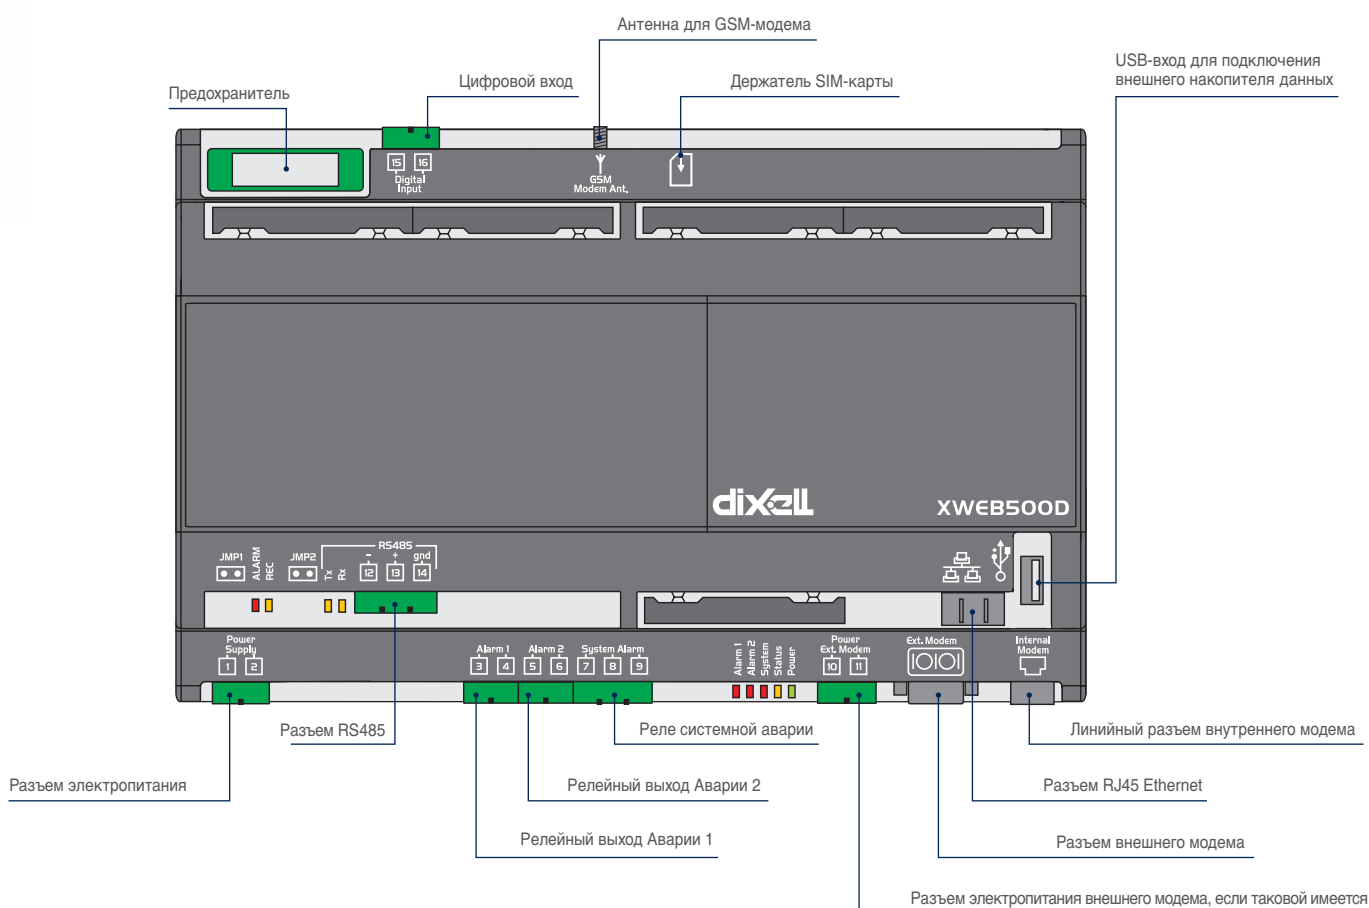 Антенна для GSM-модема
USB-вход для подключения
внешнего накопителя данных
Предохранитель
Цифровой вход
Держатель SIM-карты
15 16
Digital
Input
GSM
Modem Ant.
dixell
XWEB500D
JMP1
ALARM
REC
JMP2
RS485
Tx
Rx
- + gnd
12 13 14
Power
Supply
1 2
Alarm 1
3 4
Alarm 2
5 6
System Alarm
7 8 9
Alarm 1
Alarm 2
System
Status
Power
Power
Ext. Modem
10 11
Ext. Modem
Internal
Modem
Разъем RS485
Реле системной аварии
Линийный разъем внутреннего модема
Разъем электропитания
Релейный выход Аварии 2
Разъем RJ45 Ethernet
Релейный выход Аварии 1
Разъем внешнего модема
Разъем электропитания внешнего модема, если таковой имеется